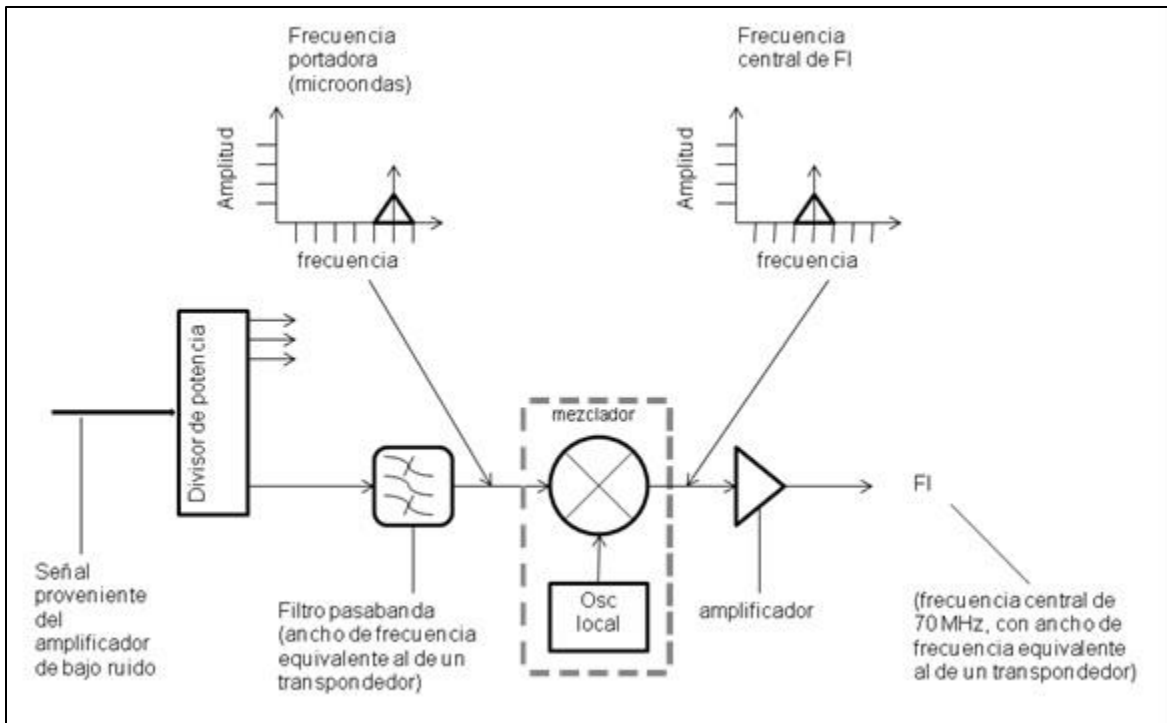 Frecuencia
portadora
(microondas)
Amplitud
frecuencia
Frecuencia
central de FI
Amplitud
frecuencia
Divisor de potencia
mezclador
Osc
local
FI
Señal
proveniente
del
amplificador
de bajo ruido
Filtro pasabanda
(ancho de frecuencia
equivalente al de un
transpondedor)
amplificador
(frecuencia central de
70 MHz, con ancho de
frecuencia equivalente
al de un transpondedor)